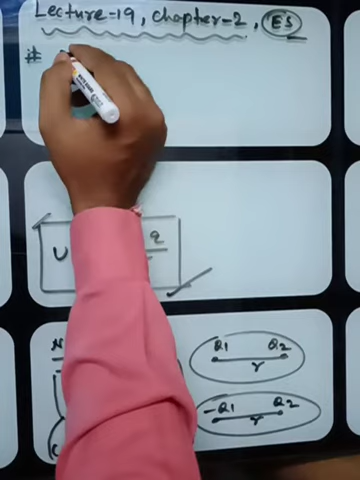 Lecture-19, chapter-2, ES
#
U
q
Q1 Q2
r
-Q1 Q2
r